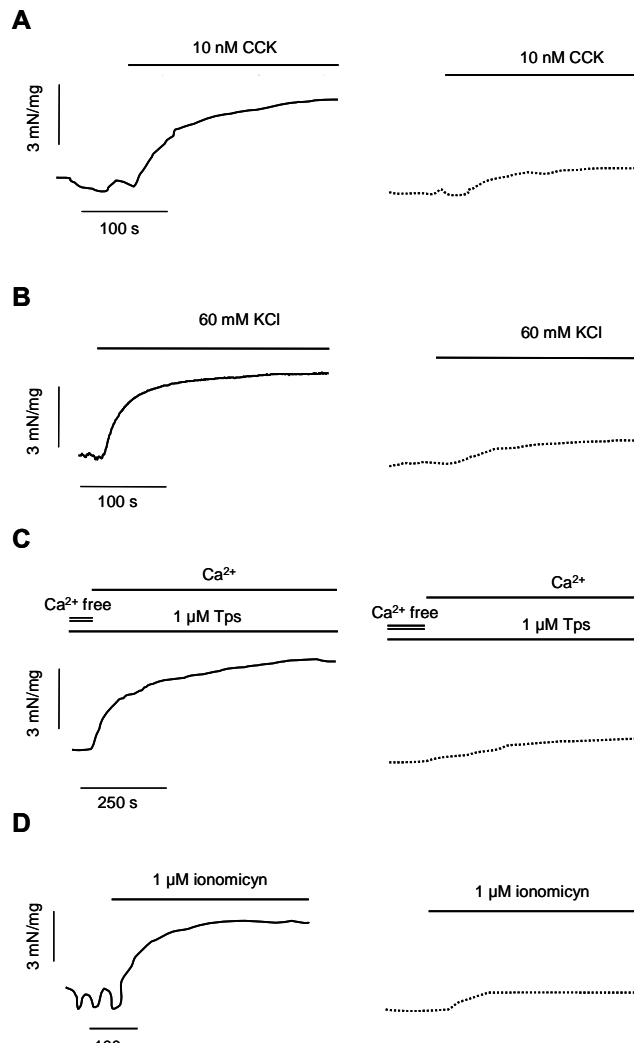 A
10 nM CCK
10 nM CCK
3 mN/mg
100 s
B
60 mM KCl
60 mM KCl
3 mN/mg
100 s
C
Ca²⁺
Ca²⁺
Ca²⁺ free
1 µM Tps
Ca²⁺ free
1 µM Tps
3 mN/mg
250 s
D
1 µM ionomicyn
1 µM ionomicyn
3 mN/mg
100